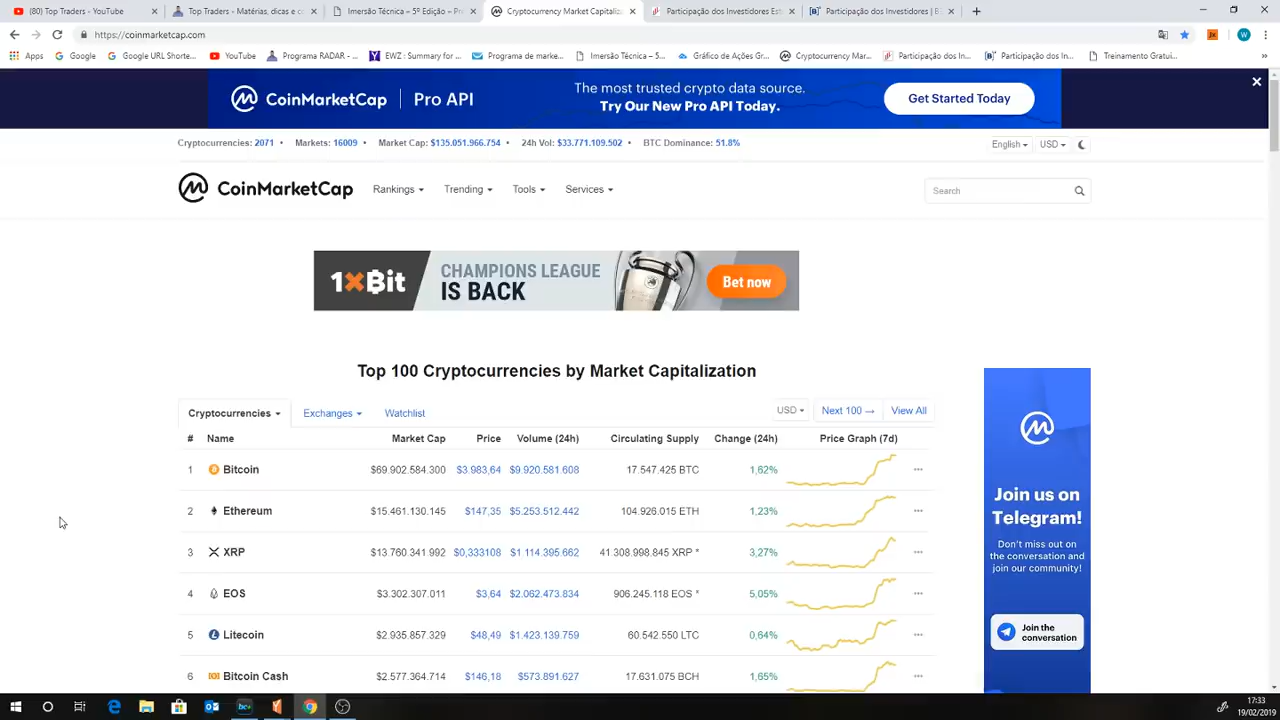 (80) Top Traders - YouTube
Top Traders - Matérias, dicas e c
Imersão Técnica – 5ª Edição – Pr
Cryptocurrency Market Capitaliz
Participação dos Investidores Est
Participação dos Investidores | B
https://coinmarketcap.com
Apps
Google
Google URL Shorte...
YouTube
Programa RADAR -...
EWZ : Summary for ...
Programa de marke...
Imersão Técnica – 5...
Gráfico de Ações Gr...
Cryptocurrency Mar...
Participação dos In...
Participação dos In...
Treinamento Gratui...
CoinMarketCap | Pro API
The most trusted crypto data source.
Try Our New Pro API Today.
Get Started Today
Cryptocurrencies: 2071 • Markets: 16009 • Market Cap: $135.051.966.754 • 24h Vol: $33.771.109.502 • BTC Dominance: 51.8%
English
USD
CoinMarketCap
Rankings
Trending
Tools
Services
Search
1xBit
CHAMPIONS LEAGUE
IS BACK
Bet now
Top 100 Cryptocurrencies by Market Capitalization
Cryptocurrencies
Exchanges
Watchlist
USD
Next 100 →
View All
# Name Market Cap Price Volume (24h) Circulating Supply Change (24h) Price Graph (7d)
1 Bitcoin $69.902.584.300 $3.983,64 $9.920.581.608 17.547.425 BTC 1,62%
2 Ethereum $15.461.130.145 $147,35 $5.253.512.442 104.926.015 ETH 1,23%
3 XRP $13.760.341.992 $0,333108 $1 114.395.662 41 308.998.845 XRP * 3,27%
4 EOS $3.302.307.011 $3,64 $2.062.473.834 906.245.118 EOS * 5,05%
5 Litecoin $2.935.857.329 $48,49 $1.423.139.759 60.542.550 LTC 0,64%
6 Bitcoin Cash $2.577.364.714 $146,18 $573.891.627 17.631.075 BCH 1,65%
Join us on
Telegram!
Don't miss out on
the conversation and
join our community!
Join the
conversation
17:33
19/02/2019